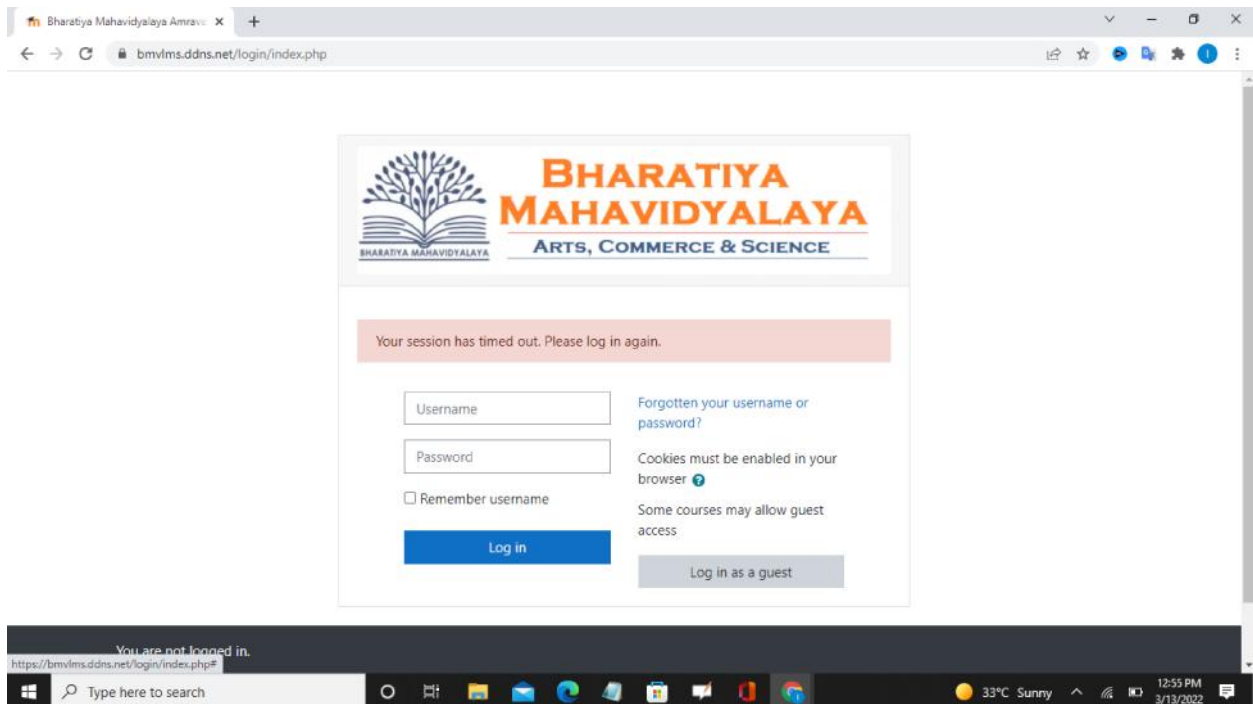 Bharatiya Mahavidyalaya Amrava
bmvlms.ddns.net/login/index.php
BHARATIYA
MAHAVIDYALAYA
ARTS, COMMERCE & SCIENCE
BHARATIYA MAHAVIDYALAYA
Your session has timed out. Please log in again.
Username
Forgotten your username or
password?
Password
Cookies must be enabled in your
browser
Remember username
Some courses may allow guest
access
Log in
Log in as a guest
You are not logged in.
https://bmvlms.ddns.net/login/index.php#
Type here to search
33°C Sunny
12:55 PM
3/13/2022